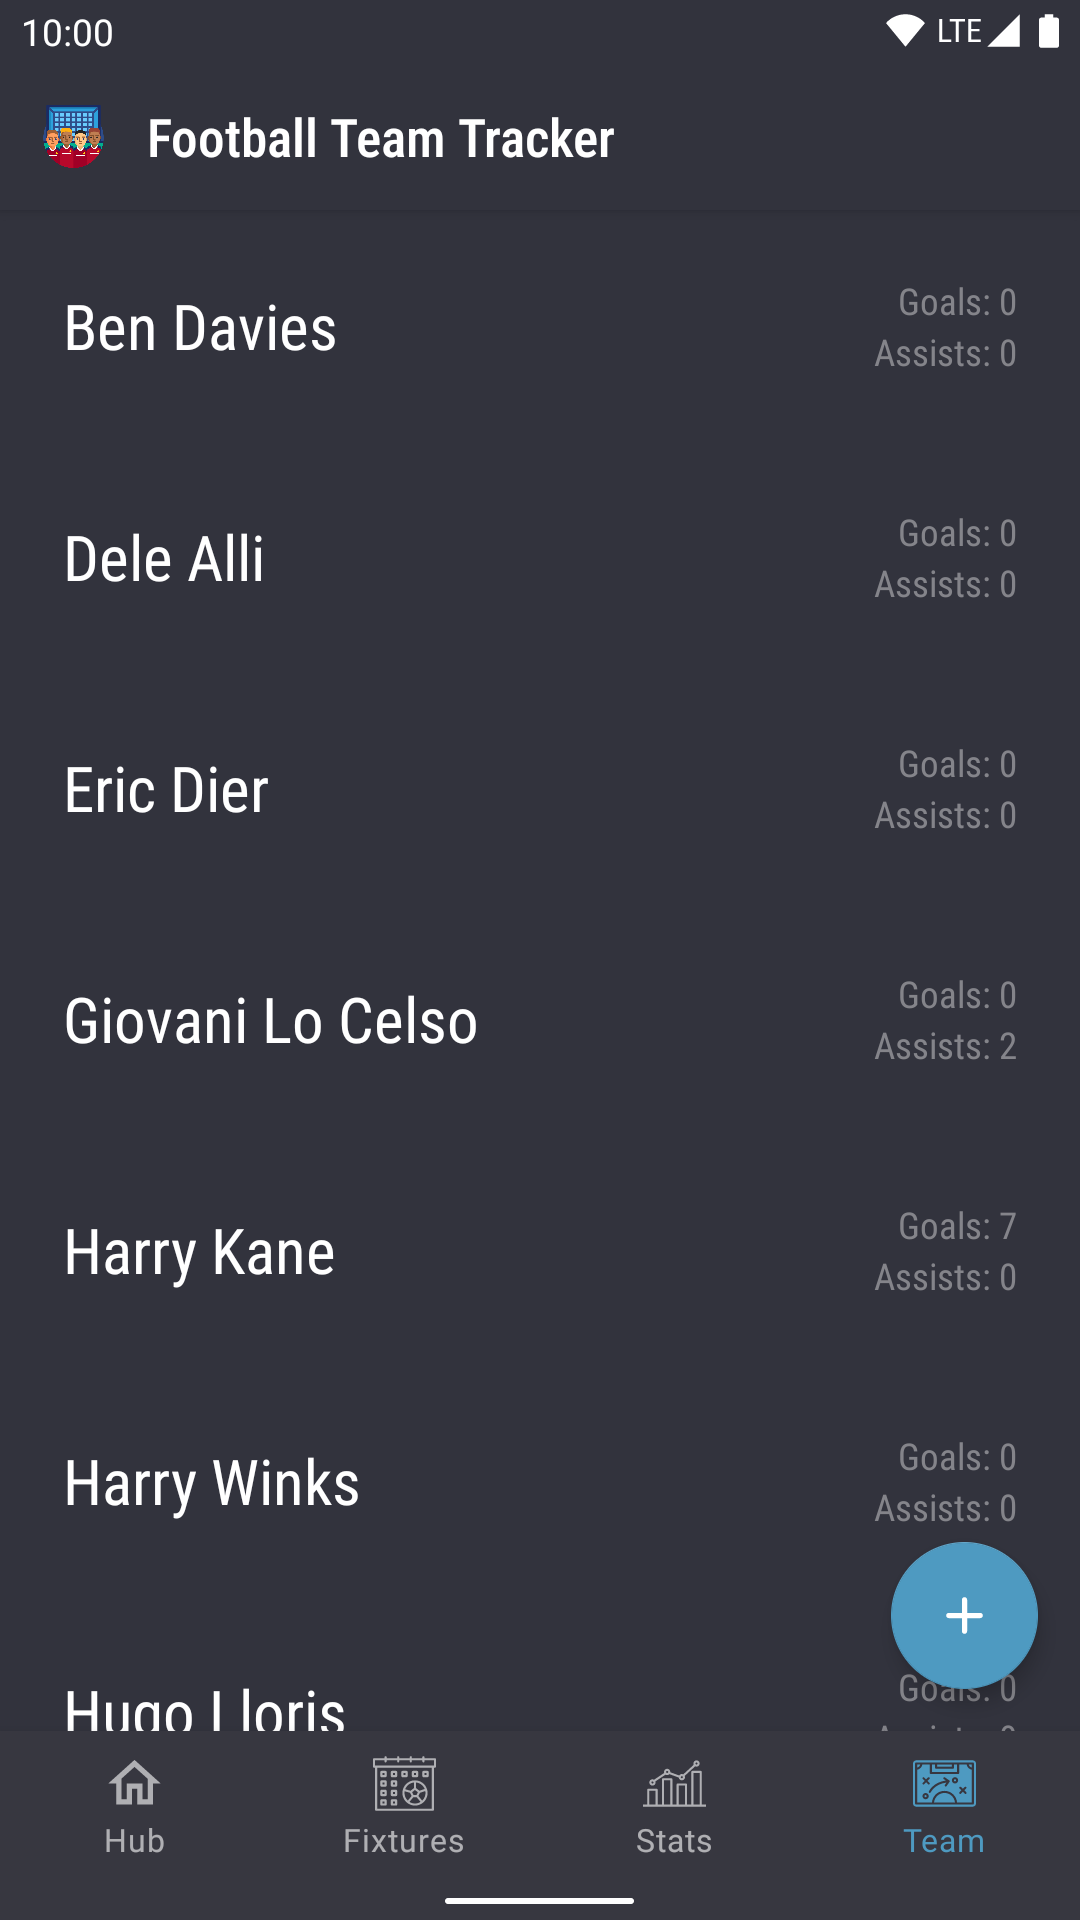 10:00
LTE
Football Team Tracker
Ben Davies
Goals: 0
Assists: 0
Dele Alli
Goals: 0
Assists: 0
Eric Dier
Goals: 0
Assists: 0
Giovani Lo Celso
Goals: 0
Assists: 2
Harry Kane
Goals: 7
Assists: 0
Harry Winks
Goals: 0
Assists: 0
Hugo Lloris
Goals: 0
Hub
Fixtures
Stats
Team